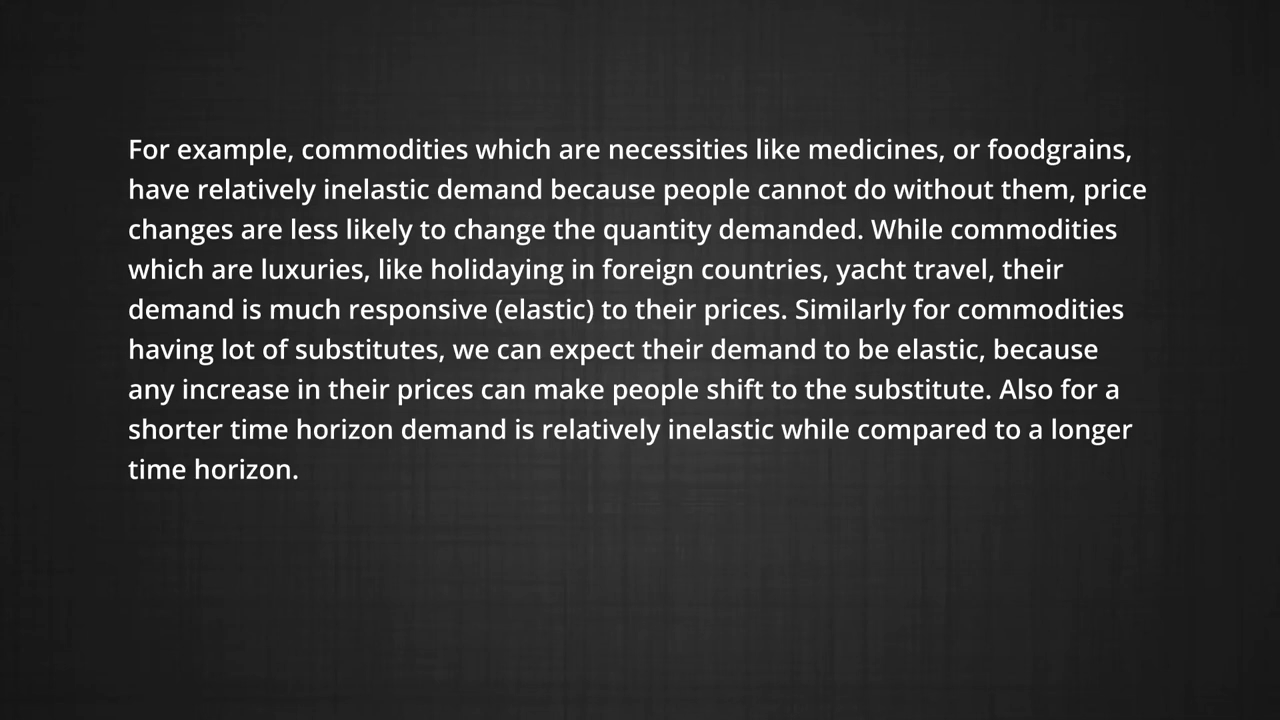 For example, commodities which are necessities like medicines, or foodgrains,
have relatively inelastic demand because people cannot do without them, price
changes are less likely to change the quantity demanded. While commodities
which are luxuries, like holidaying in foreign countries, yacht travel, their
demand is much responsive (elastic) to their prices. Similarly for commodities
having lot of substitutes, we can expect their demand to be elastic, because
any increase in their prices can make people shift to the substitute. Also for a
shorter time horizon demand is relatively inelastic while compared to a longer
time horizon.